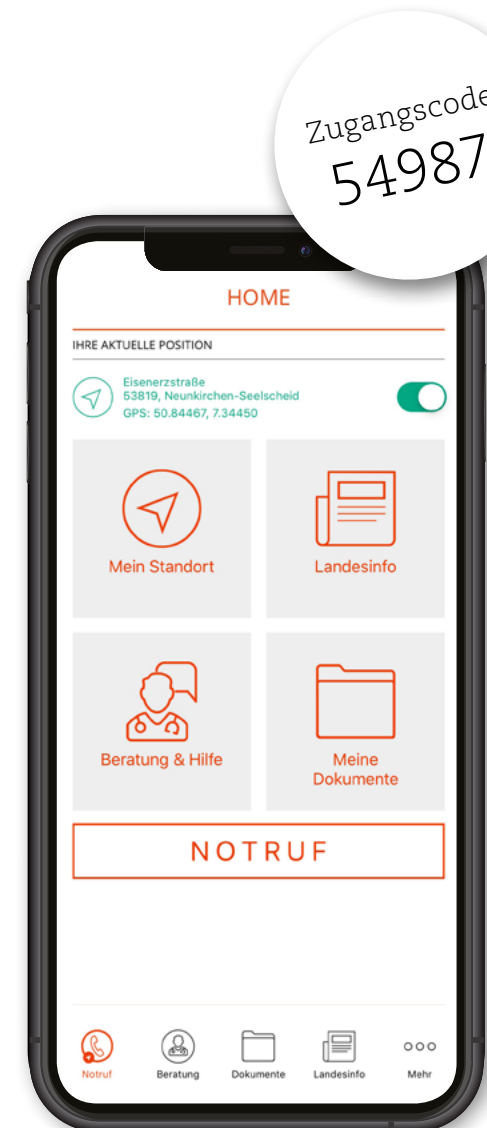 Zugangscode
54987
HOME
IHRE AKTUELLE POSITION
Eisenerzstraße
53819, Neunkirchen-Seelscheid
GPS: 50.84467, 7.34450
Mein Standort
Landesinfo
Beratung & Hilfe
Meine
Dokumente
NOTRUF
Notruf
Beratung
Dokumente
Landesinfo
Mehr